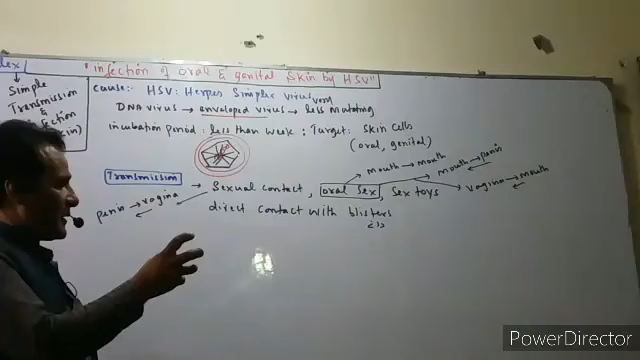 lex
Simple
Transmission
&
"infection of oral & genital skin by HSV"
cause:- HSV: Herpes Simplex virus
DNA virus → enveloped virus → very less mutating
incubation period: less than week; Target: Skin cells
(oral, genital)
Transmission → Sexual contact, oral sex, Sex toys
mouth → mouth
mouth → penis
vagina → mouth
penis → vagina
direct contact with blisters
PowerDirector